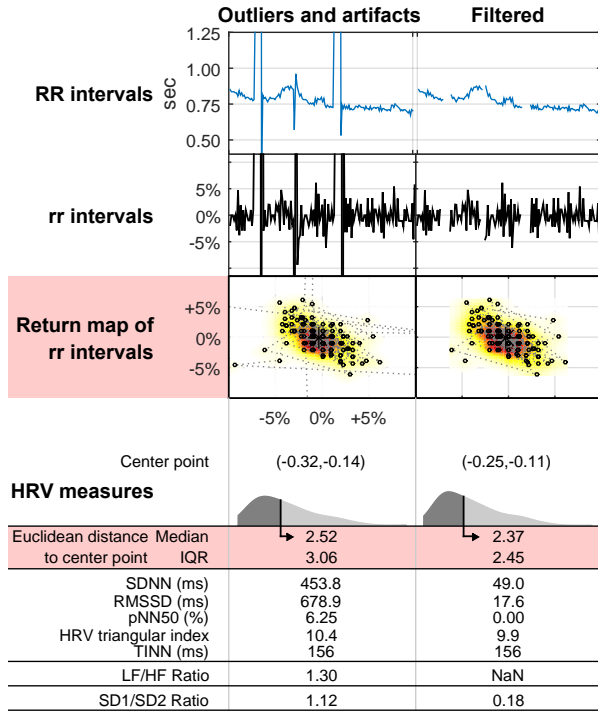 Outliers and artifacts Filtered
1.25
1.00
RR intervals
sec
0.75
0.50
5%
rr intervals 0%
-5%
+5%
Return map of
rr intervals
0%
-5%
-5% 0% +5%
Center point (-0.32,-0.14) (-0.25,-0.11)
HRV measures
Euclidean distance Median 2.52 2.37
to center point IQR 3.06 2.45
SDNN (ms) 453.8 49.0
RMSSD (ms) 678.9 17.6
pNN50 (%) 6.25 0.00
HRV triangular index 10.4 9.9
TINN (ms) 156 156
LF/HF Ratio 1.30 NaN
SD1/SD2 Ratio 1.12 0.18